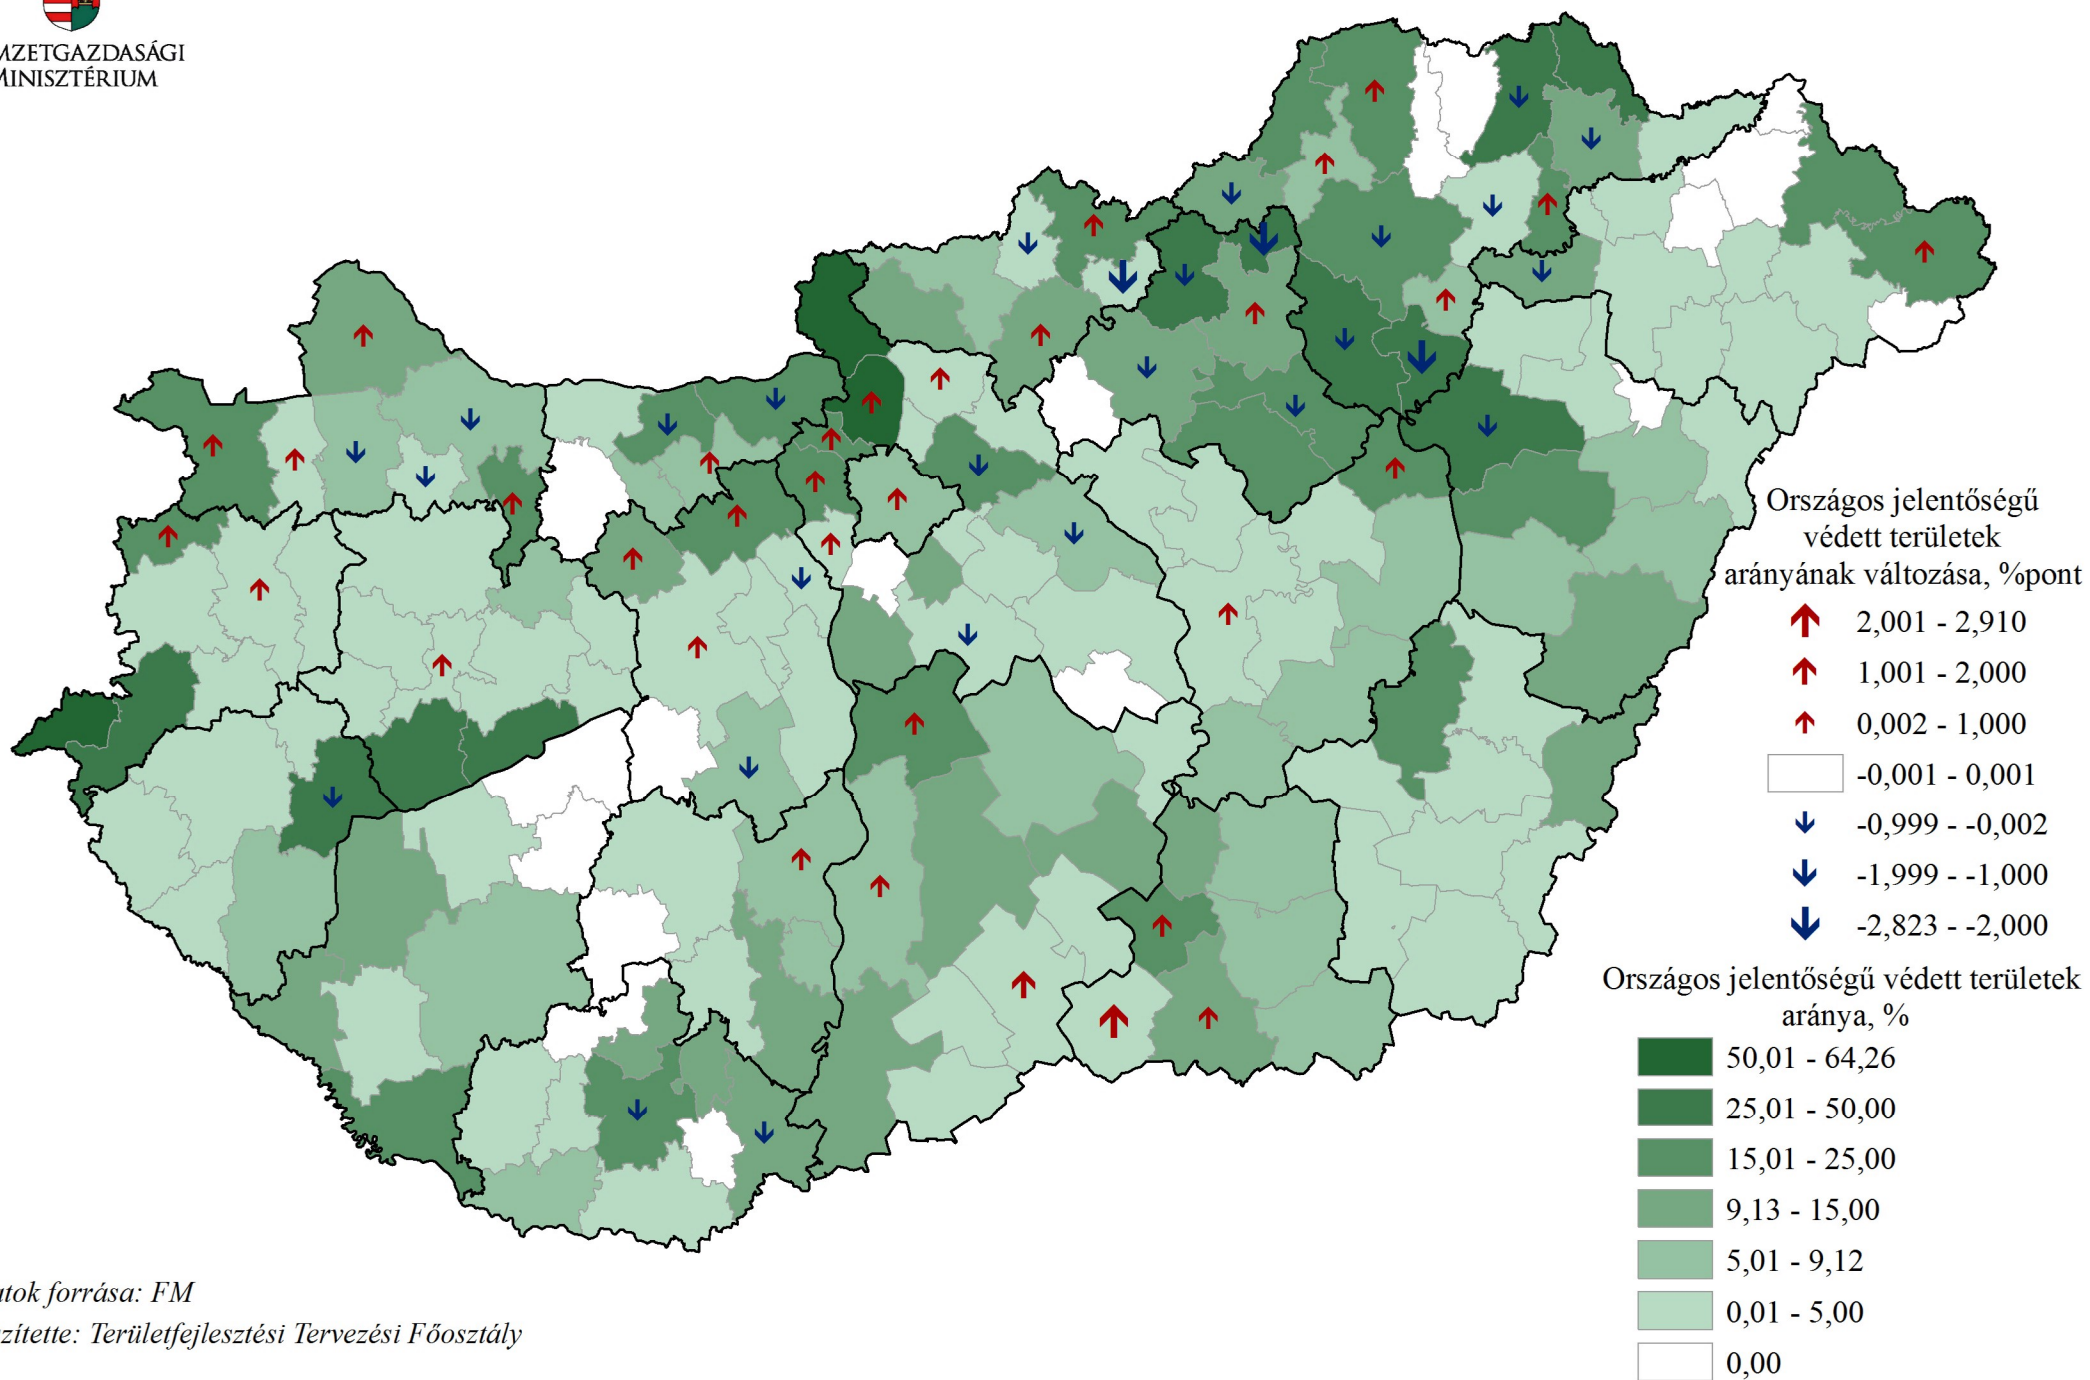 MZETGAZDASÁGI
MINISZTÉRIUM
Országos jelentőségű
védett területek
arányának változása, %pont
2,001 - 2,910
1,001 - 2,000
0,002 - 1,000
-0,001 - 0,001
-0,999 - -0,002
-1,999 - -1,000
-2,823 - -2,000
Országos jelentőségű védett területek
aránya, %
50,01 - 64,26
25,01 - 50,00
15,01 - 25,00
9,13 - 15,00
5,01 - 9,12
0,01 - 5,00
0,00
atok forrása: FM
zítette: Területfejlesztési Tervezési Főosztály